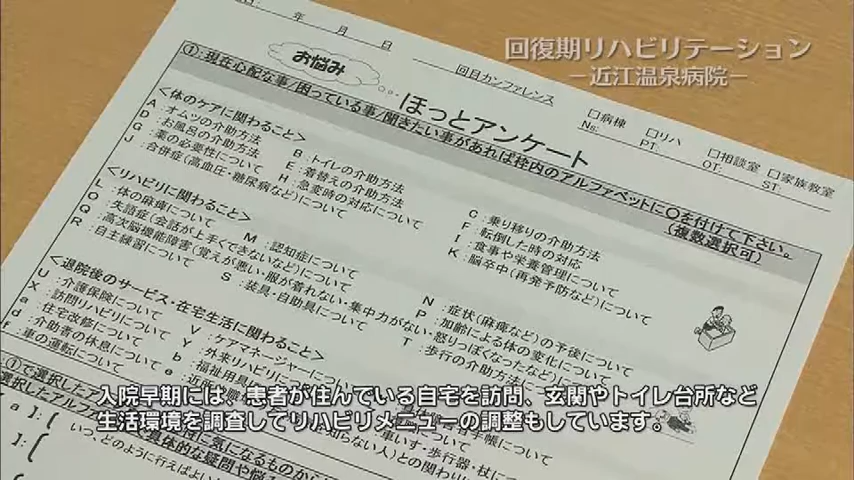 回復期リハビリテーション
－近江温泉病院－
年　月　日
回目カンファレンス
□病棟 □リハ □相談室 □家族教室
Ns: PT: OT: ST:
お悩み
ほっとアンケート
①:現在心配な事/困っている事/聞きたい事があれば枠内のアルファベットに○を付けて下さい。
(複数選択可)
<体のケアに関わること>
A :オムツの介助方法 B :トイレの介助方法 C :乗り移りの介助方法
D :お風呂の介助方法 E :着替えの介助方法 F :転倒した時の対応
G :薬の必要性について H :急変時の対応について I :食事や栄養管理について
J :合併症(高血圧・糖尿病など)について K :脳卒中(再発予防など)について
<リハビリに関わること>
L :体の麻痺について M :認知症について N :症状(麻痺など)の予後について
O :失語症(会話が上手くできないなど)について P :加齢による体の変化について
Q :高次脳機能障害(覚えが悪い・服が着れない・集中力がない・怒りっぽくなったなど)について
R :自主練習について S :装具・自助具について T :歩行の介助方法
<退院後のサービス・在宅生活に関わること>
U :介護保険について V :ケアマネージャーについて
X :訪問リハビリについて Y :外来リハビリ
a :住宅改修について b :福祉用具
d :介助者の休息について
f :車の運転について
入院早期には、患者が住んでいる自宅を訪問、玄関やトイレ台所など
生活環境を調査してリハビリメニューの調整もしています。